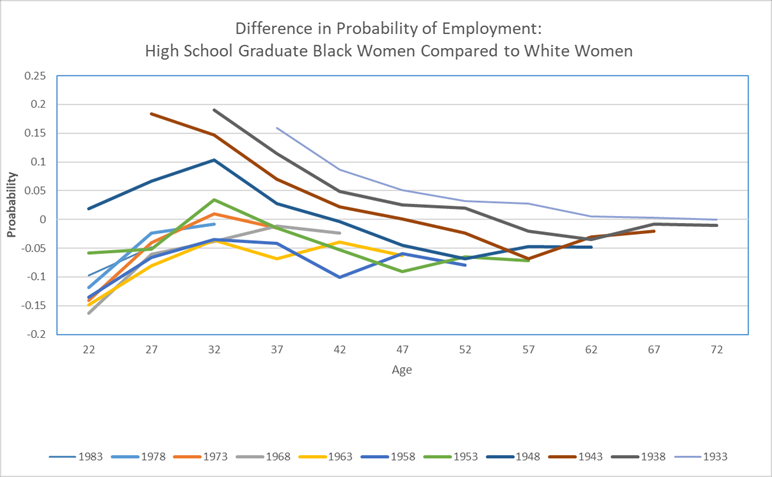 Difference in Probability of Employment:
High School Graduate Black Women Compared to White Women
0.25
0.2
0.15
0.1
0.05
0
-0.05
-0.1
-0.15
-0.2
Proabability
22 27 32 37 42 47 52 57 62 67 72
Age
1983 1978 1973 1968 1963 1958 1953 1948 1943 1938 1933